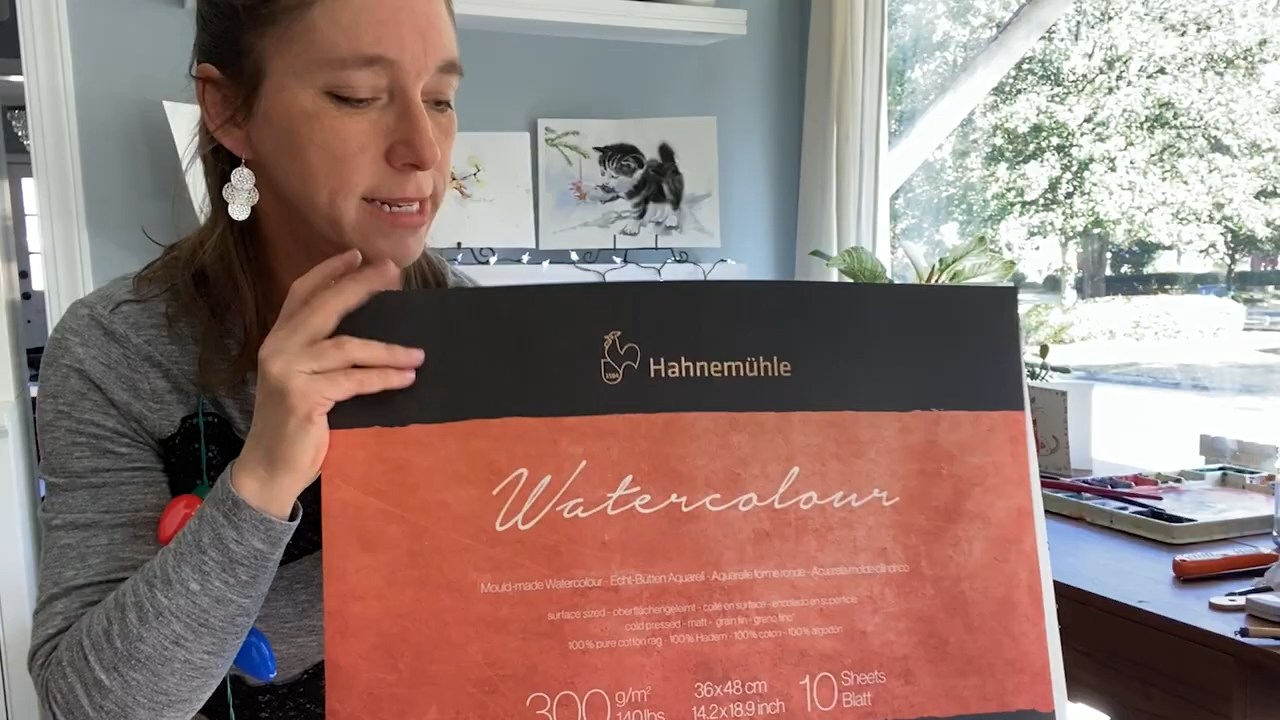 1584
Hahnemühle
Watercolour
Mould-made Watercolour · Echt-Bütten Aquarell · Aquarelle forme ronde · Acuarela molde cilíndrico
surface sized - oberflächengeleimt - collé en surface - encolado en superficie
cold pressed - matt - grain fin - grano fino
100% pure cotton rag - 100% Hadern - 100% coton - 100% algodón
300 g/m² 140lbs
36x48 cm
14.2x18.9 inch
10 Sheets
Blatt